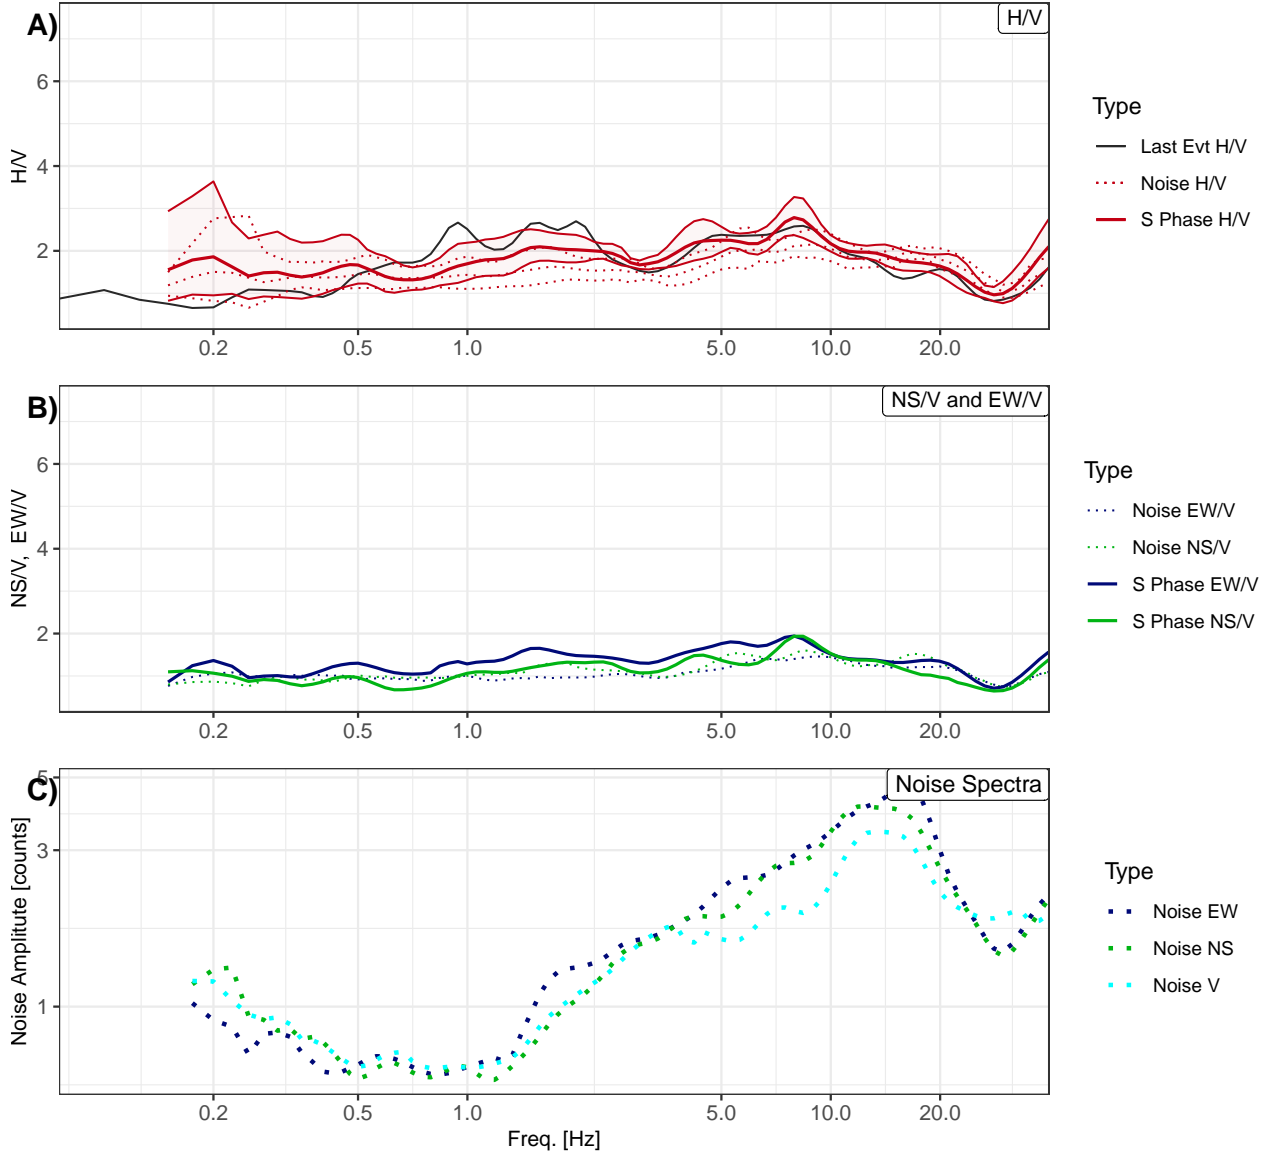 A)
H/V
6
4
2
H/V
0.2 0.5 1.0 5.0 10.0 20.0
Type
Last Evt H/V
Noise H/V
S Phase H/V
B)
NS/V and EW/V
6
4
2
NS/V, EW/V
0.2 0.5 1.0 5.0 10.0 20.0
Type
Noise EW/V
Noise NS/V
S Phase EW/V
S Phase NS/V
C)
Noise Spectra
5
3
1
Noise Amplitude [counts]
0.2 0.5 1.0 5.0 10.0 20.0
Freq. [Hz]
Type
Noise EW
Noise NS
Noise V